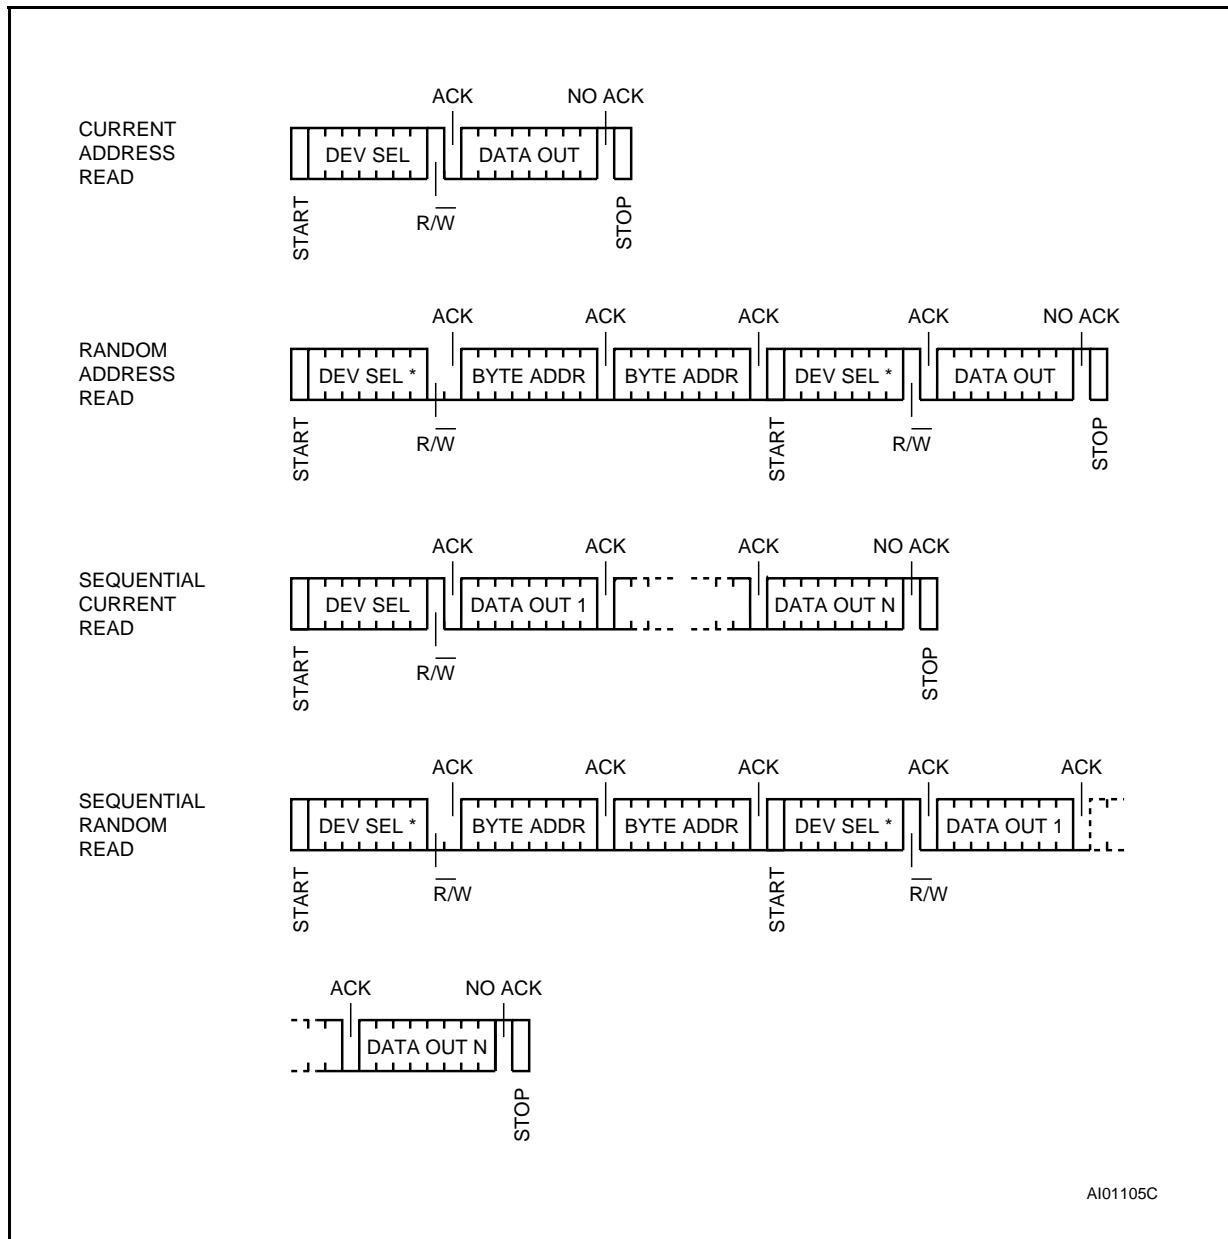 ACK NO ACK
CURRENT
ADDRESS
READ
DEV SEL DATA OUT
START R/W̅ STOP
ACK ACK ACK ACK NO ACK
RANDOM
ADDRESS
READ
DEV SEL * BYTE ADDR BYTE ADDR DEV SEL * DATA OUT
START R/W̅ START R/W̅ STOP
ACK ACK ACK NO ACK
SEQUENTIAL
CURRENT
READ
DEV SEL DATA OUT 1 DATA OUT N
START R/W̅ STOP
ACK ACK ACK ACK ACK
SEQUENTIAL
RANDOM
READ
DEV SEL * BYTE ADDR BYTE ADDR DEV SEL * DATA OUT 1
START R̅/W START R̅/W
ACK NO ACK
DATA OUT N
STOP
AI01105C